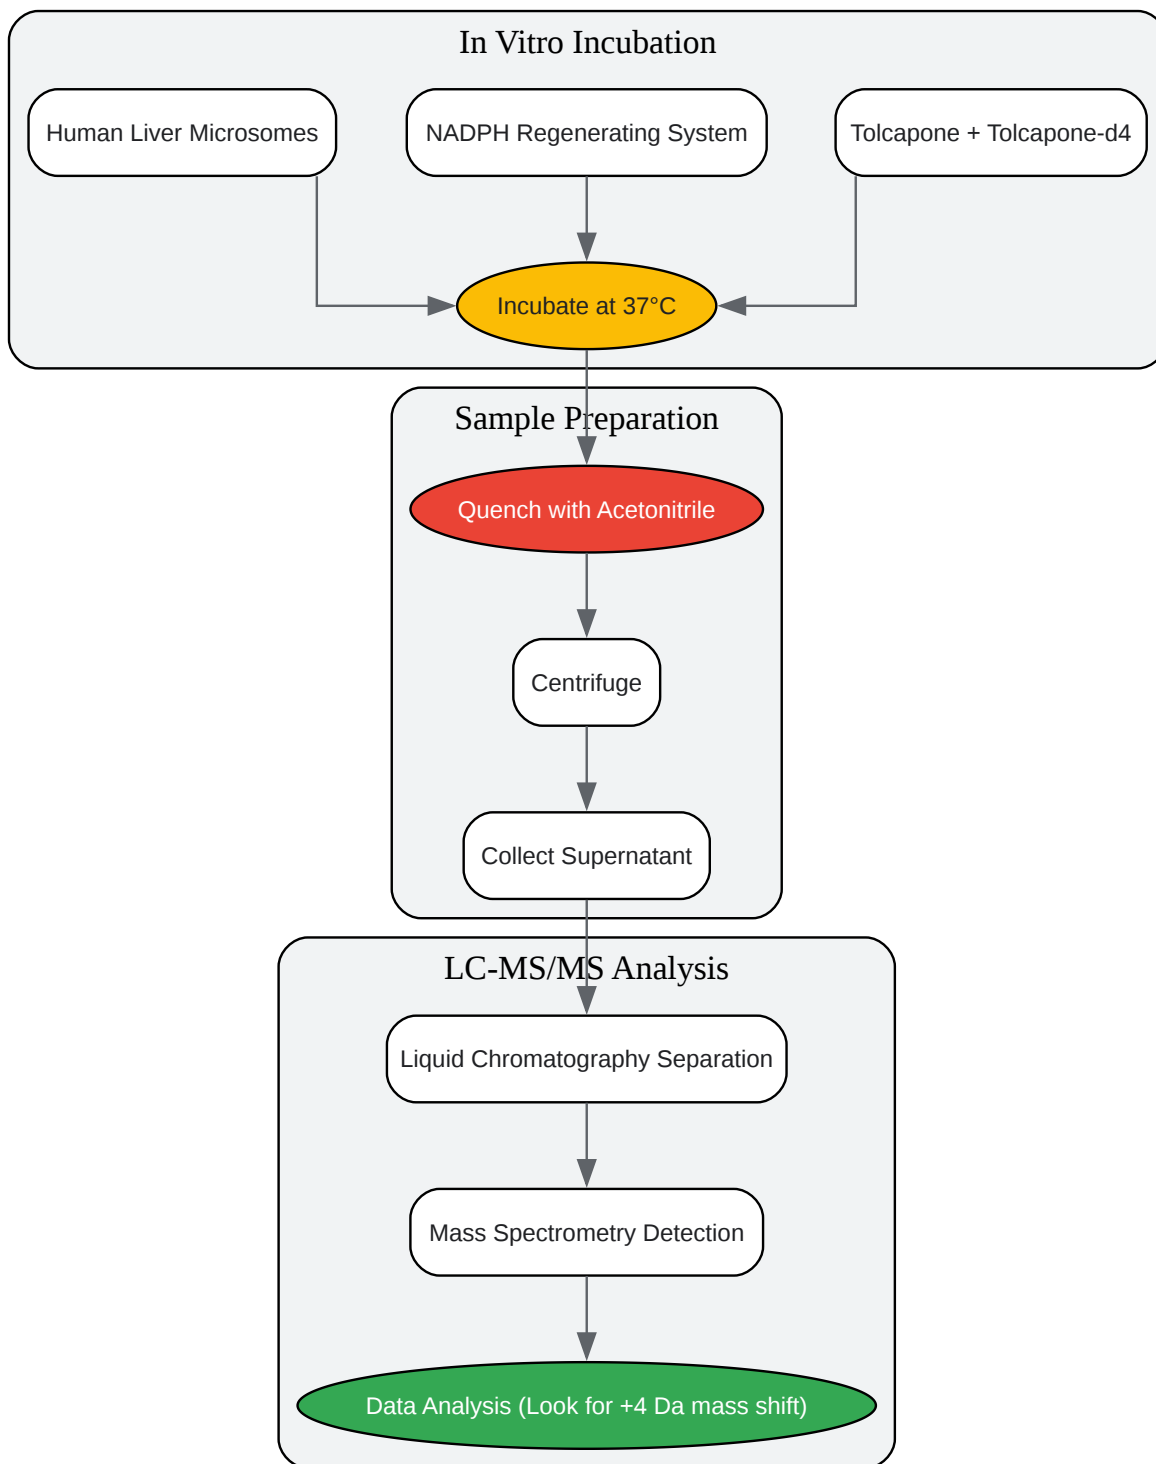 In Vitro Incubation
Human Liver Microsomes
NADPH Regenerating System
Tolcapone + Tolcapone-d4
Incubate at 37°C
Sample Preparation
Quench with Acetonitrile
Centrifuge
Collect Supernatant
LC-MS/MS Analysis
Liquid Chromatography Separation
Mass Spectrometry Detection
Data Analysis (Look for +4 Da mass shift)